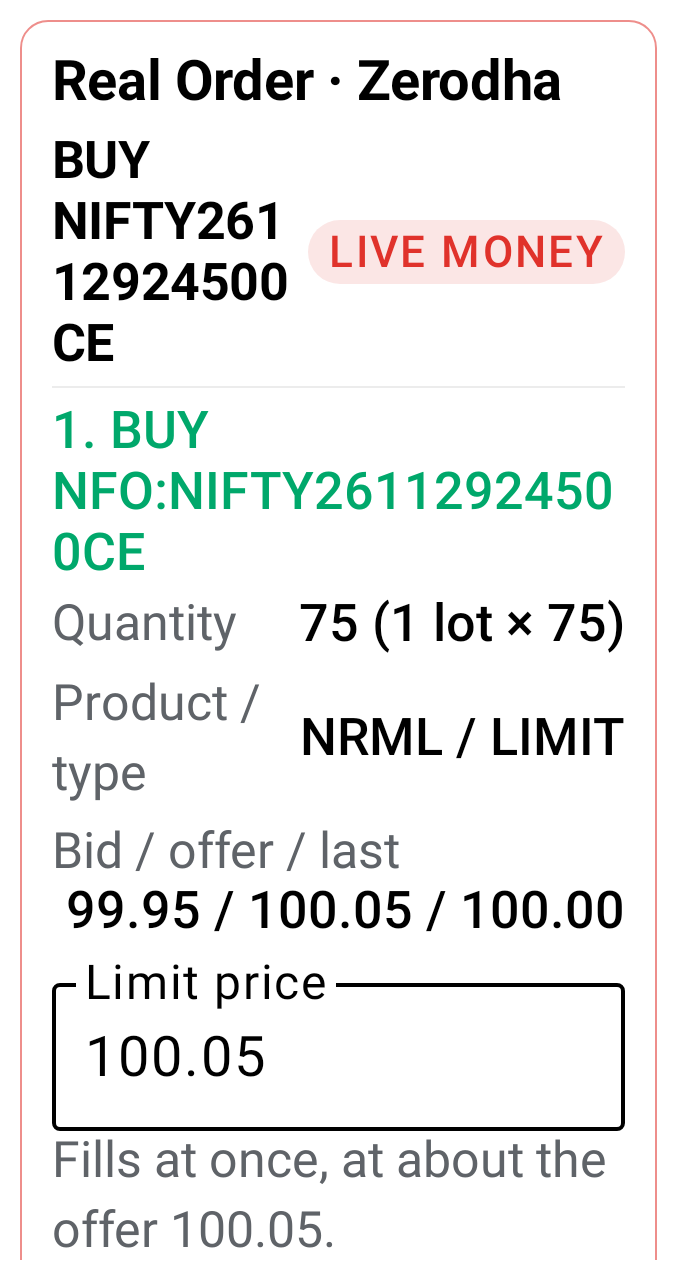 Real Order · Zerodha
BUY
NIFTY261
12924500
CE
LIVE MONEY
1. BUY
NFO:NIFTY2611292450
0CE
Quantity 75 (1 lot × 75)
Product /
type
NRML / LIMIT
Bid / offer / last
99.95 / 100.05 / 100.00
Limit price
100.05
Fills at once, at about the
offer 100.05.